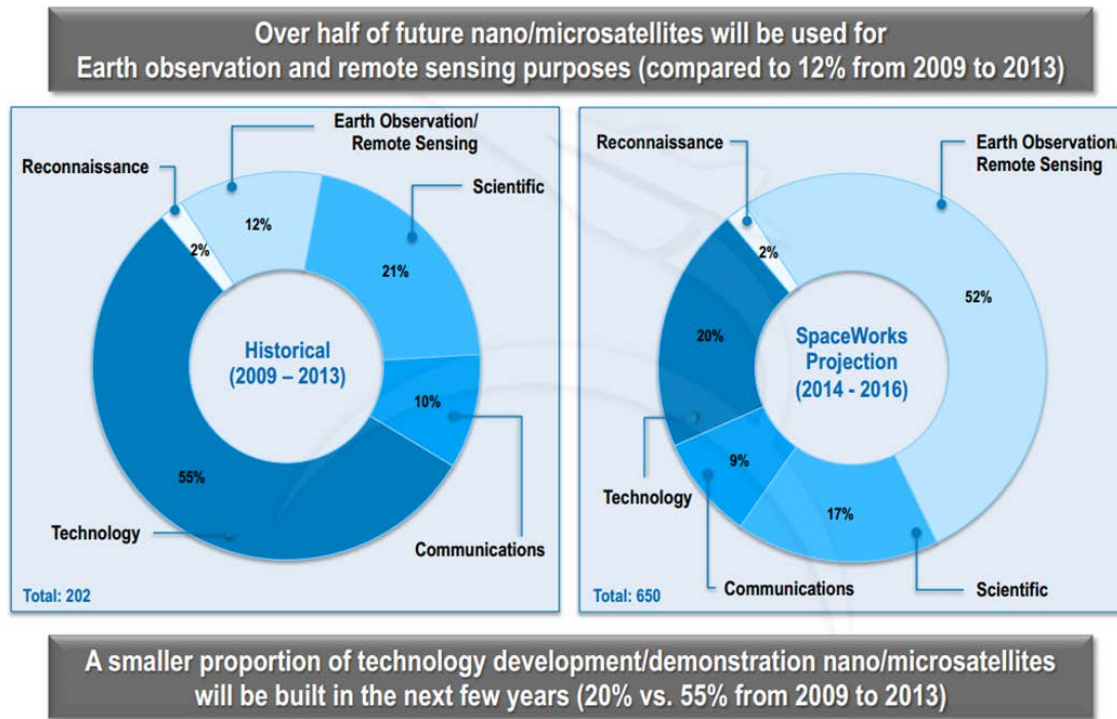 Over half of future nano/microsatellites will be used for
Earth observation and remote sensing purposes (compared to 12% from 2009 to 2013)
Earth Observation/
Remote Sensing
Reconnaissance
Scientific
12%
2%
21%
Historical
(2009 – 2013)
10%
55%
Technology
Communications
Total: 202
Reconnaissance
Earth Observation/
Remote Sensing
2%
52%
20%
SpaceWorks
Projection
(2014 - 2016)
9%
Technology
17%
Communications
Scientific
Total: 650
A smaller proportion of technology development/demonstration nano/microsatellites
will be built in the next few years (20% vs. 55% from 2009 to 2013)